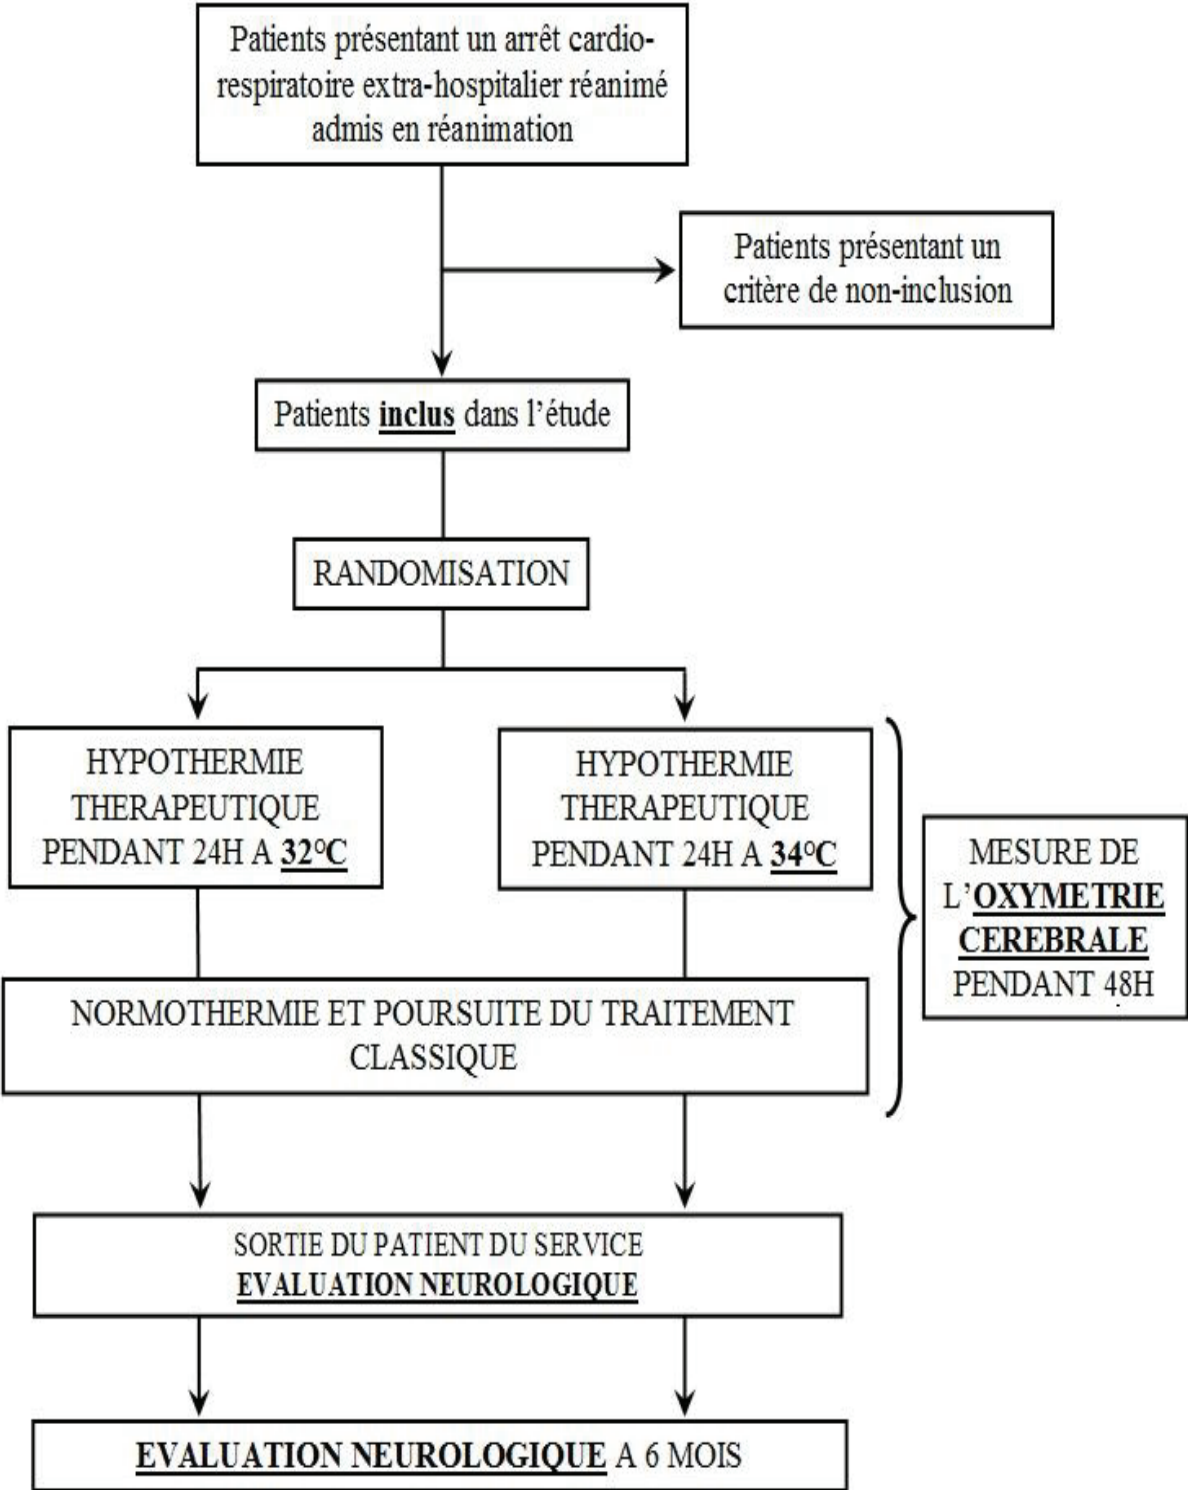 Patients présentant un arrêt cardio-
respiratoire extra-hospitalier réanimé
admis en réanimation
Patients présentant un
critère de non-inclusion
Patients inclus dans l'étude
RANDOMISATION
HYPOTHERMIE
THERAPEUTIQUE
PENDANT 24H A 32°C
HYPOTHERMIE
THERAPEUTIQUE
PENDANT 24H A 34°C
MESURE DE
L'OXYMETRIE
CEREBRALE
PENDANT 48H
NORMOTHERMIE ET POURSUITE DU TRAITEMENT
CLASSIQUE
SORTIE DU PATIENT DU SERVICE
EVALUATION NEUROLOGIQUE
EVALUATION NEUROLOGIQUE A 6 MOIS